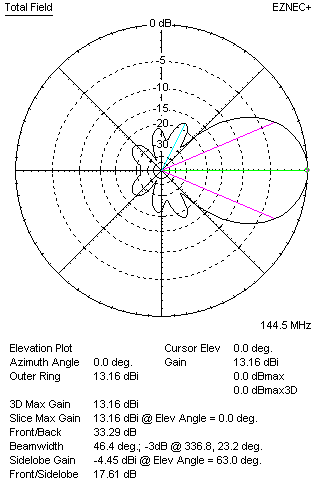 Total Field
EZNEC+
0 dB
-5
-10
-15
-20
-30
144.5 MHz
Elevation Plot
Azimuth Angle 0.0 deg.
Outer Ring 13.16 dBi
Cursor Elev 0.0 deg.
Gain 13.16 dBi
0.0 dBmax
0.0 dBmax3D
3D Max Gain 13.16 dBi
Slice Max Gain 13.16 dBi @ Elev Angle = 0.0 deg.
Front/Back 33.29 dB
Beamwidth 46.4 deg.; -3dB @ 336.8, 23.2 deg.
Sidelobe Gain -4.45 dBi @ Elev Angle = 63.0 deg.
Front/Sidelobe 17.61 dB